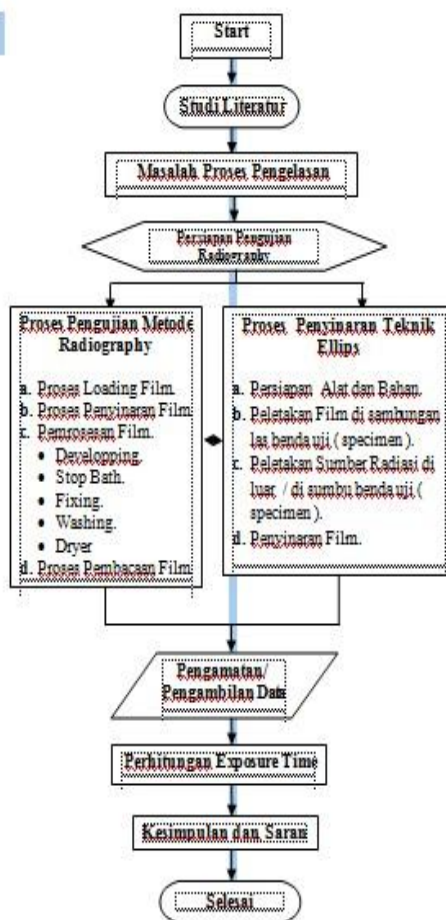 Start
Studi Literatur
Masalah Proses Pengelasan
Persiapan Pengujian
Radiography
Proses Pengujian Metode
Radiography
a. Proses Loading Film.
b. Proses Penyinaran Film
c. Pemrosesan Film.
• Developping.
• Stop Bath.
• Fixing.
• Washing.
• Dryer
d. Proses Pembacaan Film
Proses Penyinaran Teknik
Ellips
a. Persiapan Alat dan Bahan.
b. Peletakan Film di sambungan
las benda uji ( specimen ).
c. Peletakan Sumber Radiasi di
luar / di sumbu benda uji (
specimen ).
d. Penyinaran Film.
Pengamatan/
Pengambilan Data
Perhitungan Exposure Time
Kesimpulan dan Saran
Selesai